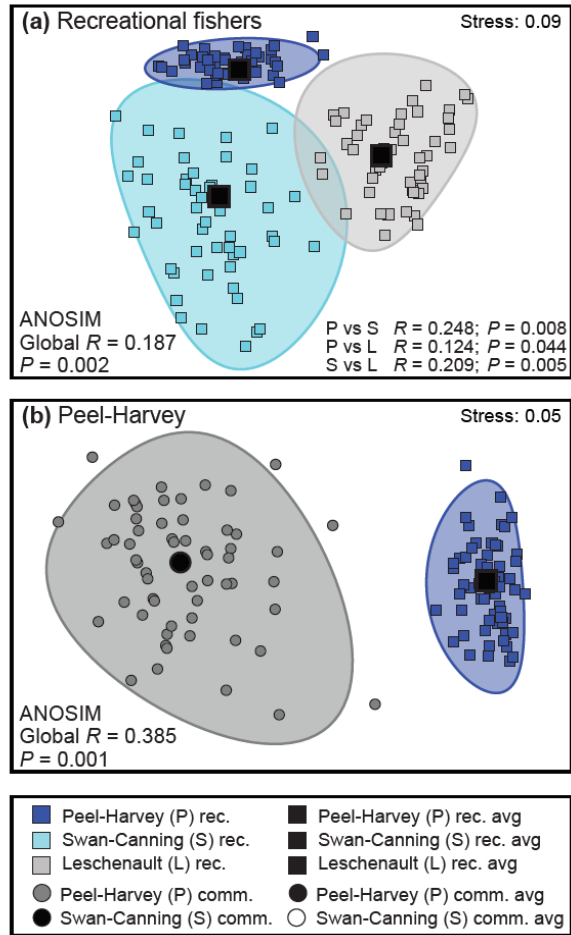 (a) Recreational fishers
Stress: 0.09
ANOSIM
Global R = 0.187
P = 0.002
P vs S R = 0.248; P = 0.008
P vs L R = 0.124; P = 0.044
S vs L R = 0.209; P = 0.005
(b) Peel-Harvey
Stress: 0.05
ANOSIM
Global R = 0.385
P = 0.001
Peel-Harvey (P) rec.
Swan-Canning (S) rec.
Leschenault (L) rec.
Peel-Harvey (P) comm.
Swan-Canning (S) comm.
Peel-Harvey (P) rec. avg
Swan-Canning (S) rec. avg
Leschenault (L) rec. avg
Peel-Harvey (P) comm. avg
Swan-Canning (S) comm. avg